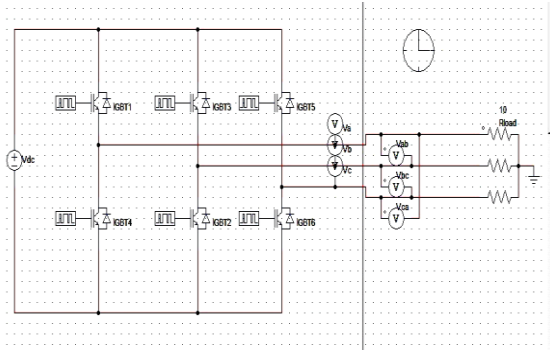 IGBT1
IGBT3
IGBT5
10
Rload
Va
Vb
Vc
Vab
Vbc
Vca
Vdc
IGBT4
IGBT2
IGBT6
V
V
V
V